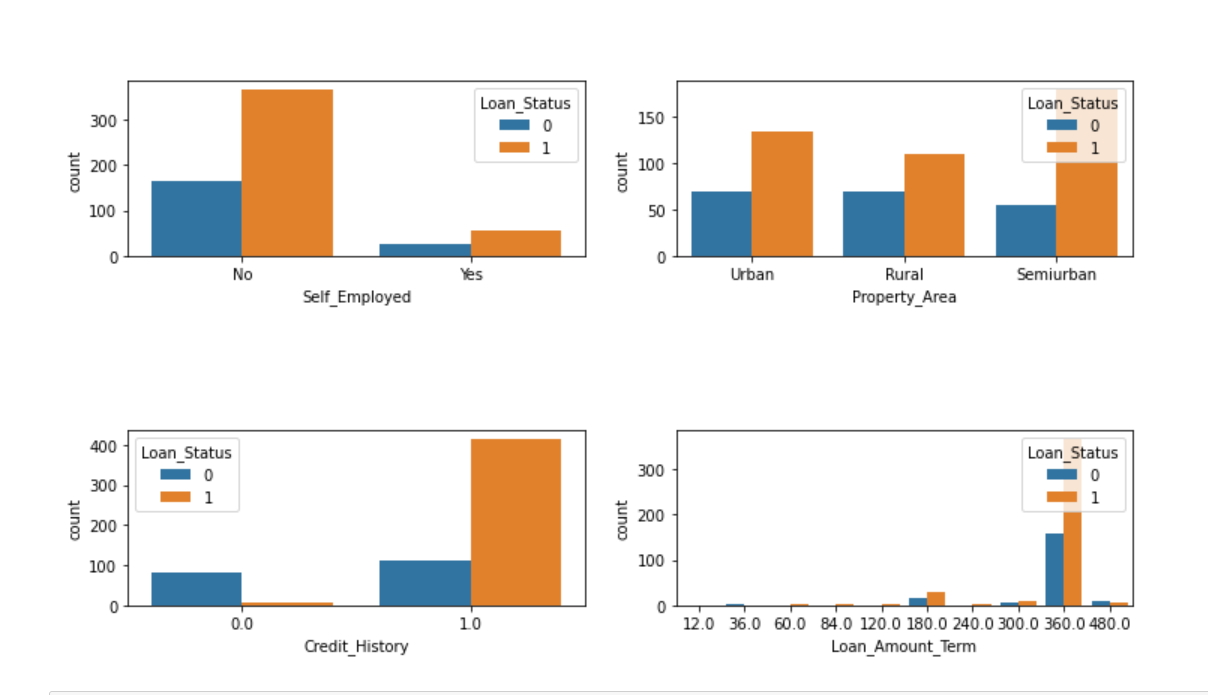 Loan_Status
0
1
300
200
100
0
count
No Yes
Self_Employed
Loan_Status
0
1
150
100
50
0
count
Urban Rural Semiurban
Property_Area
Loan_Status
0
1
400
300
200
100
0
count
0.0 1.0
Credit_History
Loan_Status
0
1
300
200
100
0
count
12.0 36.0 60.0 84.0 120.0 180.0 240.0 300.0 360.0 480.0
Loan_Amount_Term